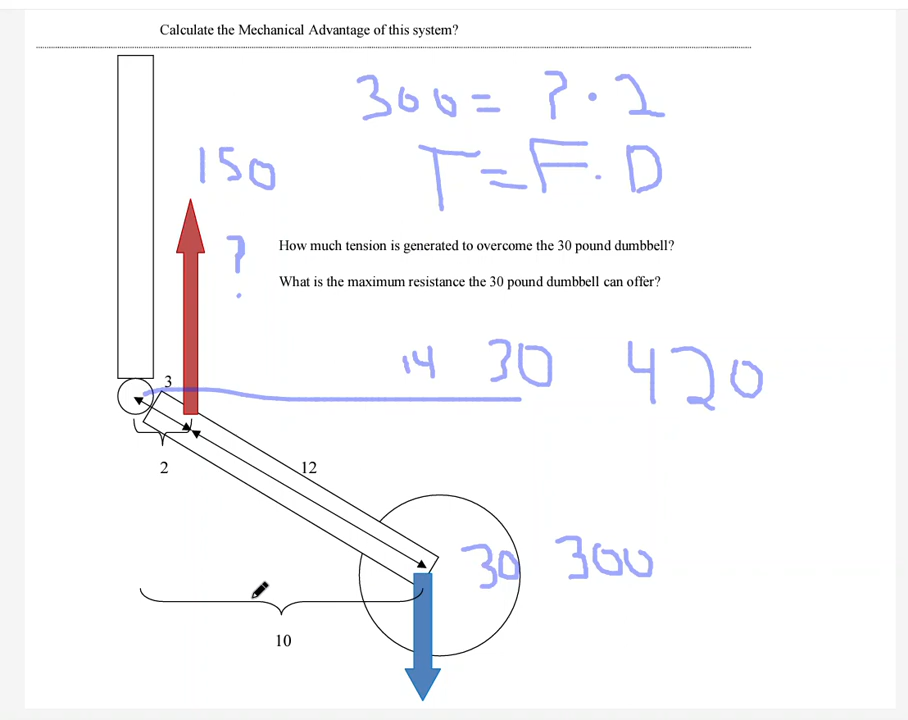 Calculate the Mechanical Advantage of this system?
300 = ? · 2
T = F · D
150
?
How much tension is generated to overcome the 30 pound dumbbell?
What is the maximum resistance the 30 pound dumbbell can offer?
14 30 420
3
2
12
30 300
10